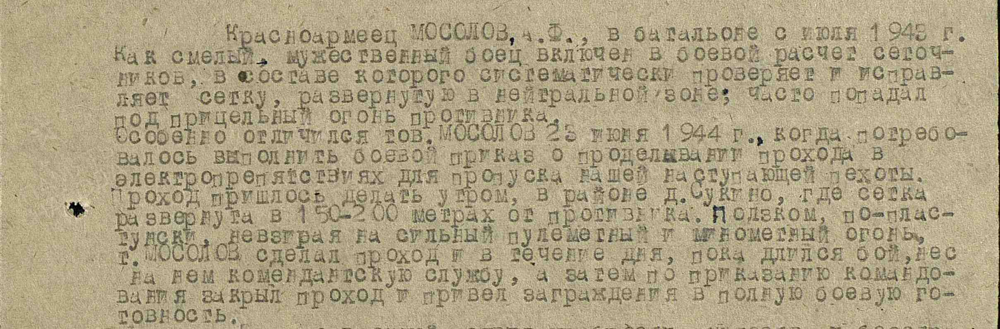 Красноармеец МОСОЛОВ, А.Ф., в батальоне с июля 1943 г.
Как смелый, мужественный боец включен в боевой расчет сеточ-
ников, в составе которого систематически проверяет и исправ-
ляет сетку, развернутую в нейтральной зоне; часто попадал
под прицельный огонь противника.
Особенно отличился тов. МОСОЛОВ 23 июня 1944 г., когда потребо-
валось выполнить боевой приказ о проделывании прохода в
электропрепятствиях для пропуска нашей наступающей пехоты.
Проход пришлось делать утром, в районе д.Сукино, где сетка
развернута в 150-200 метрах от противника. Ползком, по-плас-
тунски, невзирая на сильный пулеметный и минометный огонь,
т. МОСОЛОВ сделал проход и в течение дня, пока длился бой, нес
на нем комендантскую службу, а затем по приказанию командо-
вания закрыл проход и привел заграждения в полную боевую го-
товность.